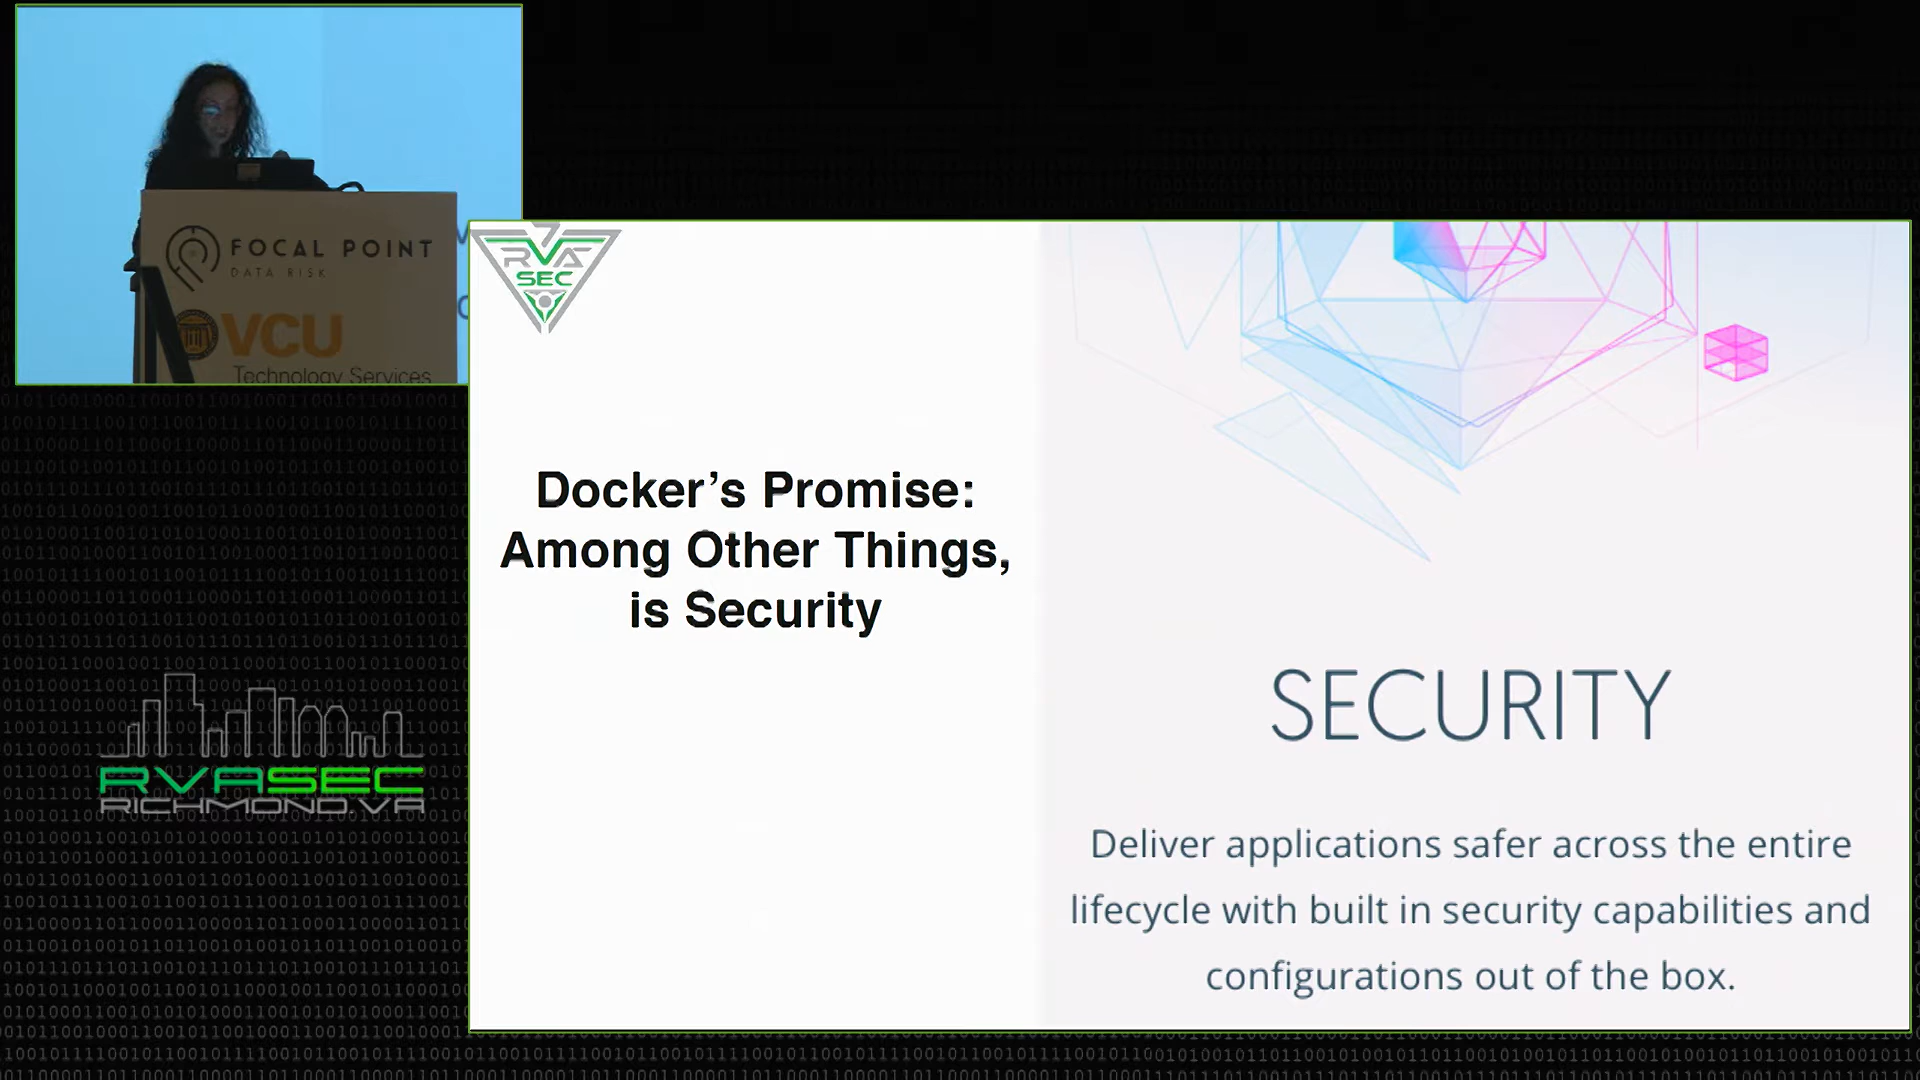 FOCAL POINT
DATA RISK
VCU
Technology Services
RVA
SEC
Docker’s Promise:
Among Other Things,
is Security
SECURITY
Deliver applications safer across the entire
lifecycle with built in security capabilities and
configurations out of the box.
RVASEC
RICHMOND.VA